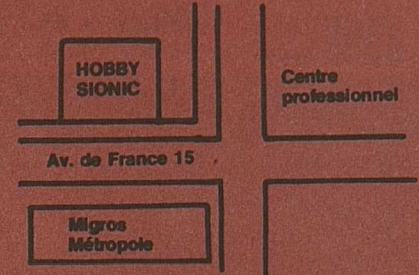 HOBBY
SIONIC
Centre
professionnel
Av. de France 15
Migros
Métropole